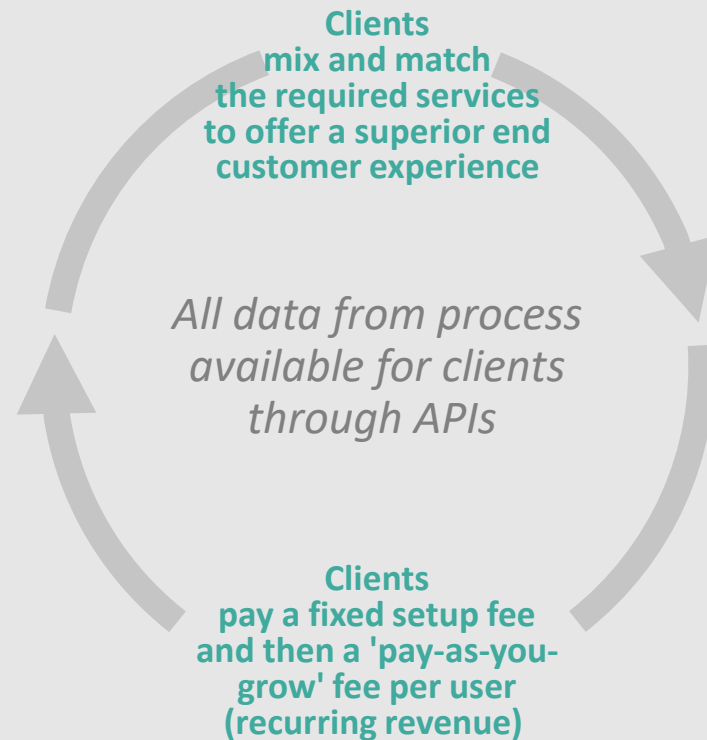 Clients
mix and match
the required services
to offer a superior end
customer experience
All data from process
available for clients
through APIs
Clients
pay a fixed setup fee
and then a 'pay-as-you-
grow' fee per user
(recurring revenue)